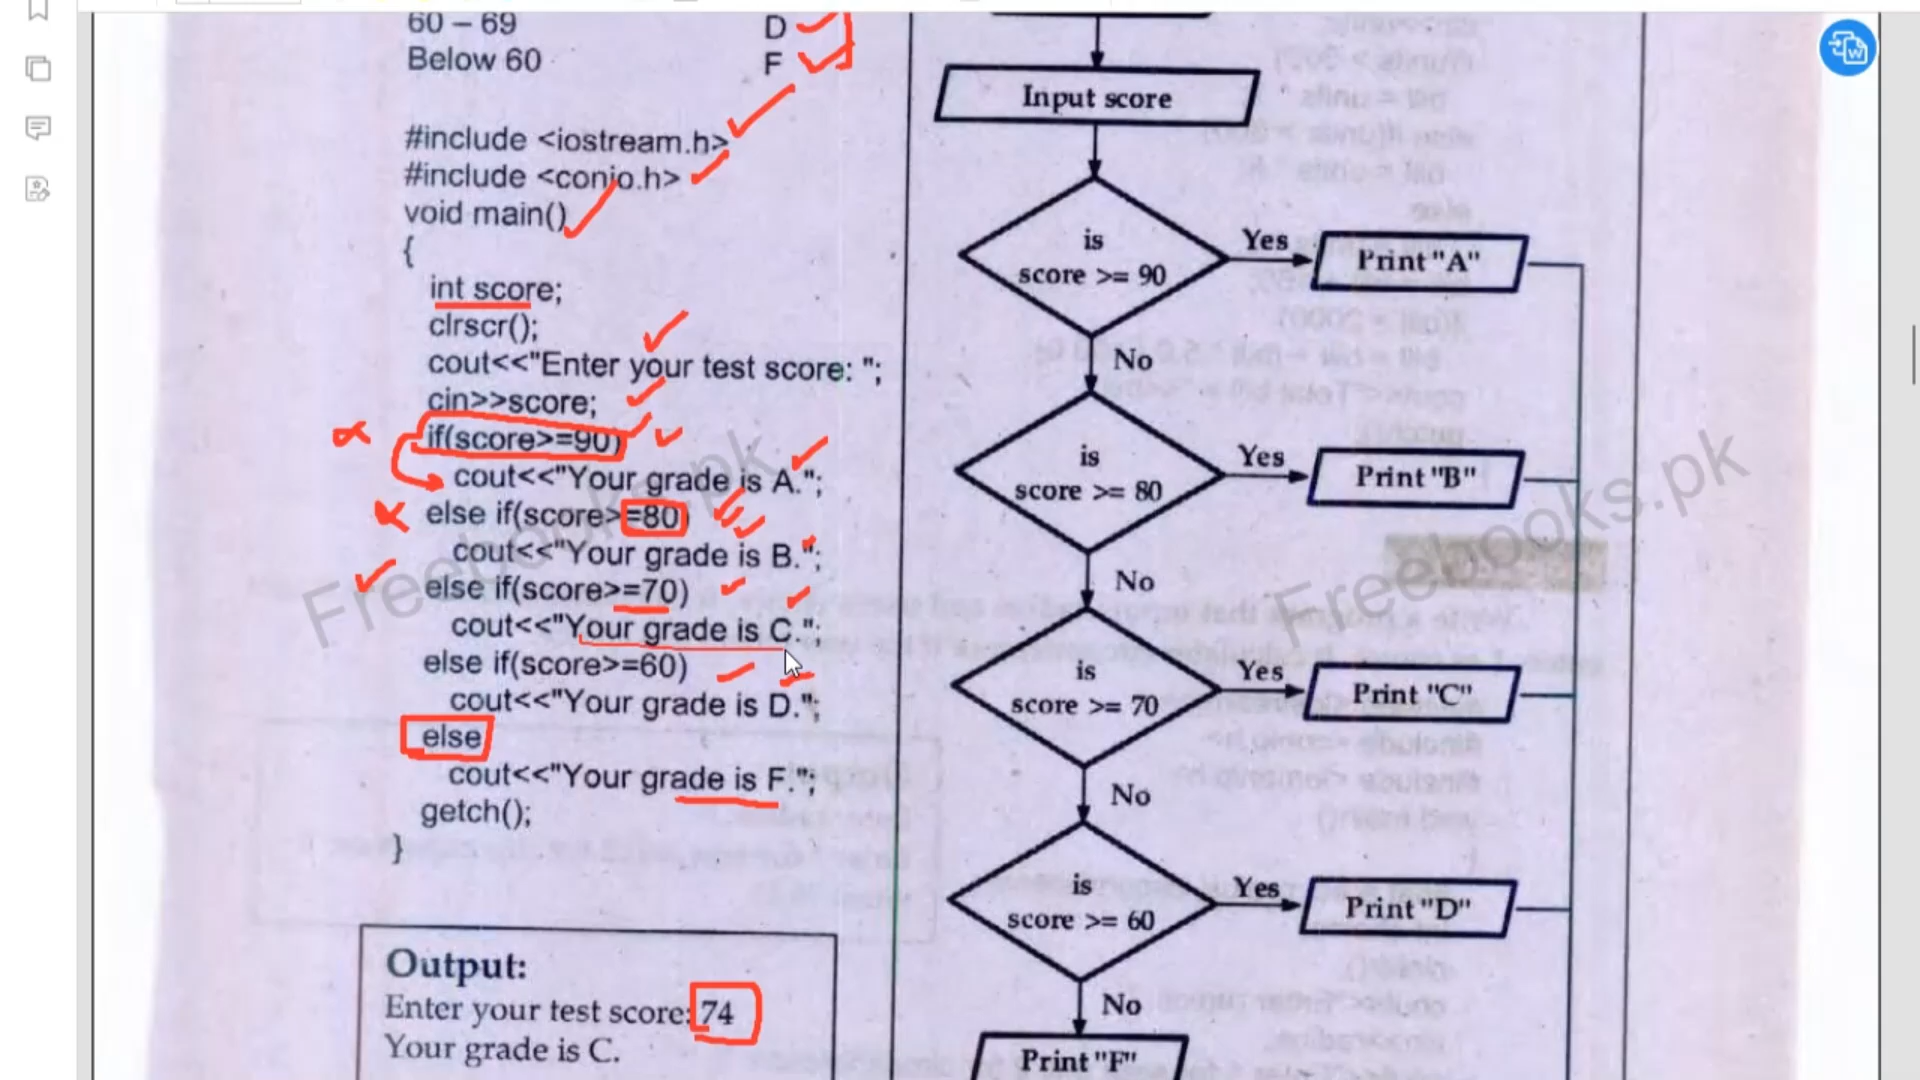 60 – 69 D
Below 60 F
#include <iostream.h>
#include <conio.h>
void main()
{
int score;
clrscr();
cout<<"Enter your test score: ";
cin>>score;
if(score>=90)
cout<<"Your grade is A.";
else if(score>=80)
cout<<"Your grade is B.";
else if(score>=70)
cout<<"Your grade is C.";
else if(score>=60)
cout<<"Your grade is D.";
else
cout<<"Your grade is F.";
getch();
}
Output:
Enter your test score: 74
Your grade is C.
Input score
is
score >= 90
Yes
Print "A"
No
is
score >= 80
Yes
Print "B"
No
is
score >= 70
Yes
Print "C"
No
is
score >= 60
Yes
Print "D"
No
Print "F"
Freebooks.pk
Freebooks.pk